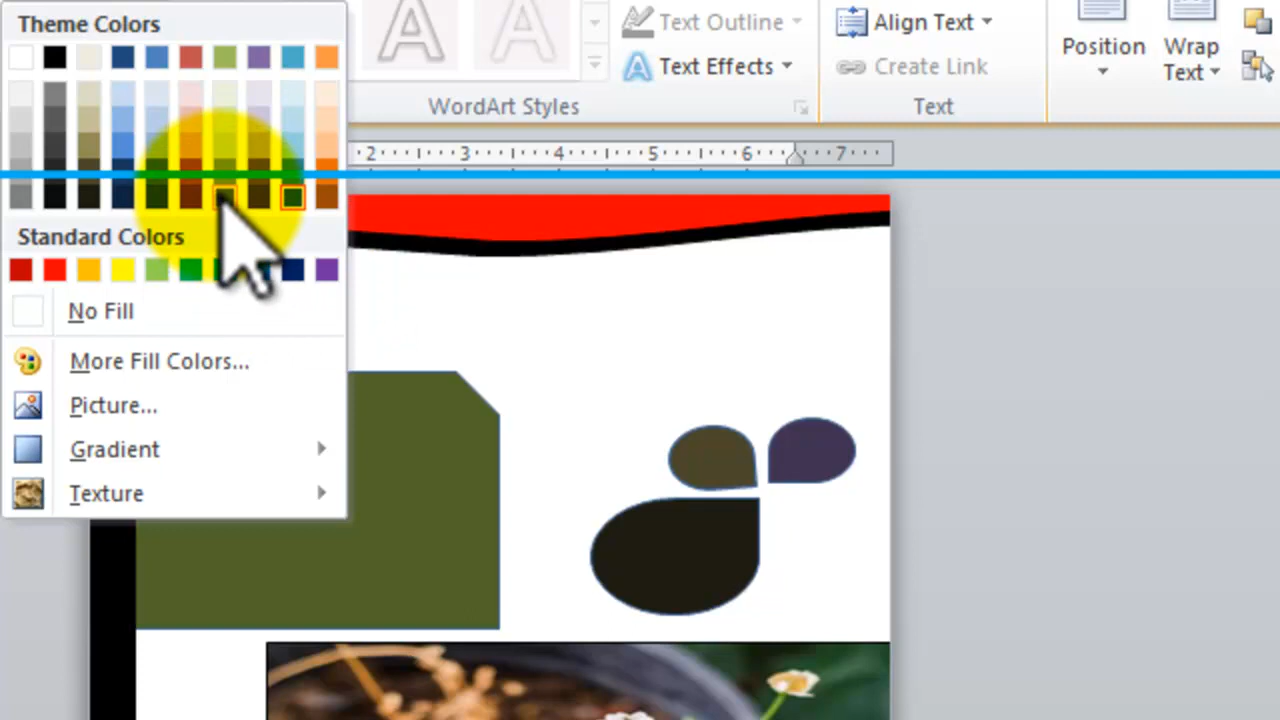 Theme Colors
Text Outline
Align Text
Position
Wrap
Text
Text Effects
Create Link
WordArt Styles
Text
2 3 4 5 6 7
Standard Colors
No Fill
More Fill Colors...
Picture...
Gradient
Texture